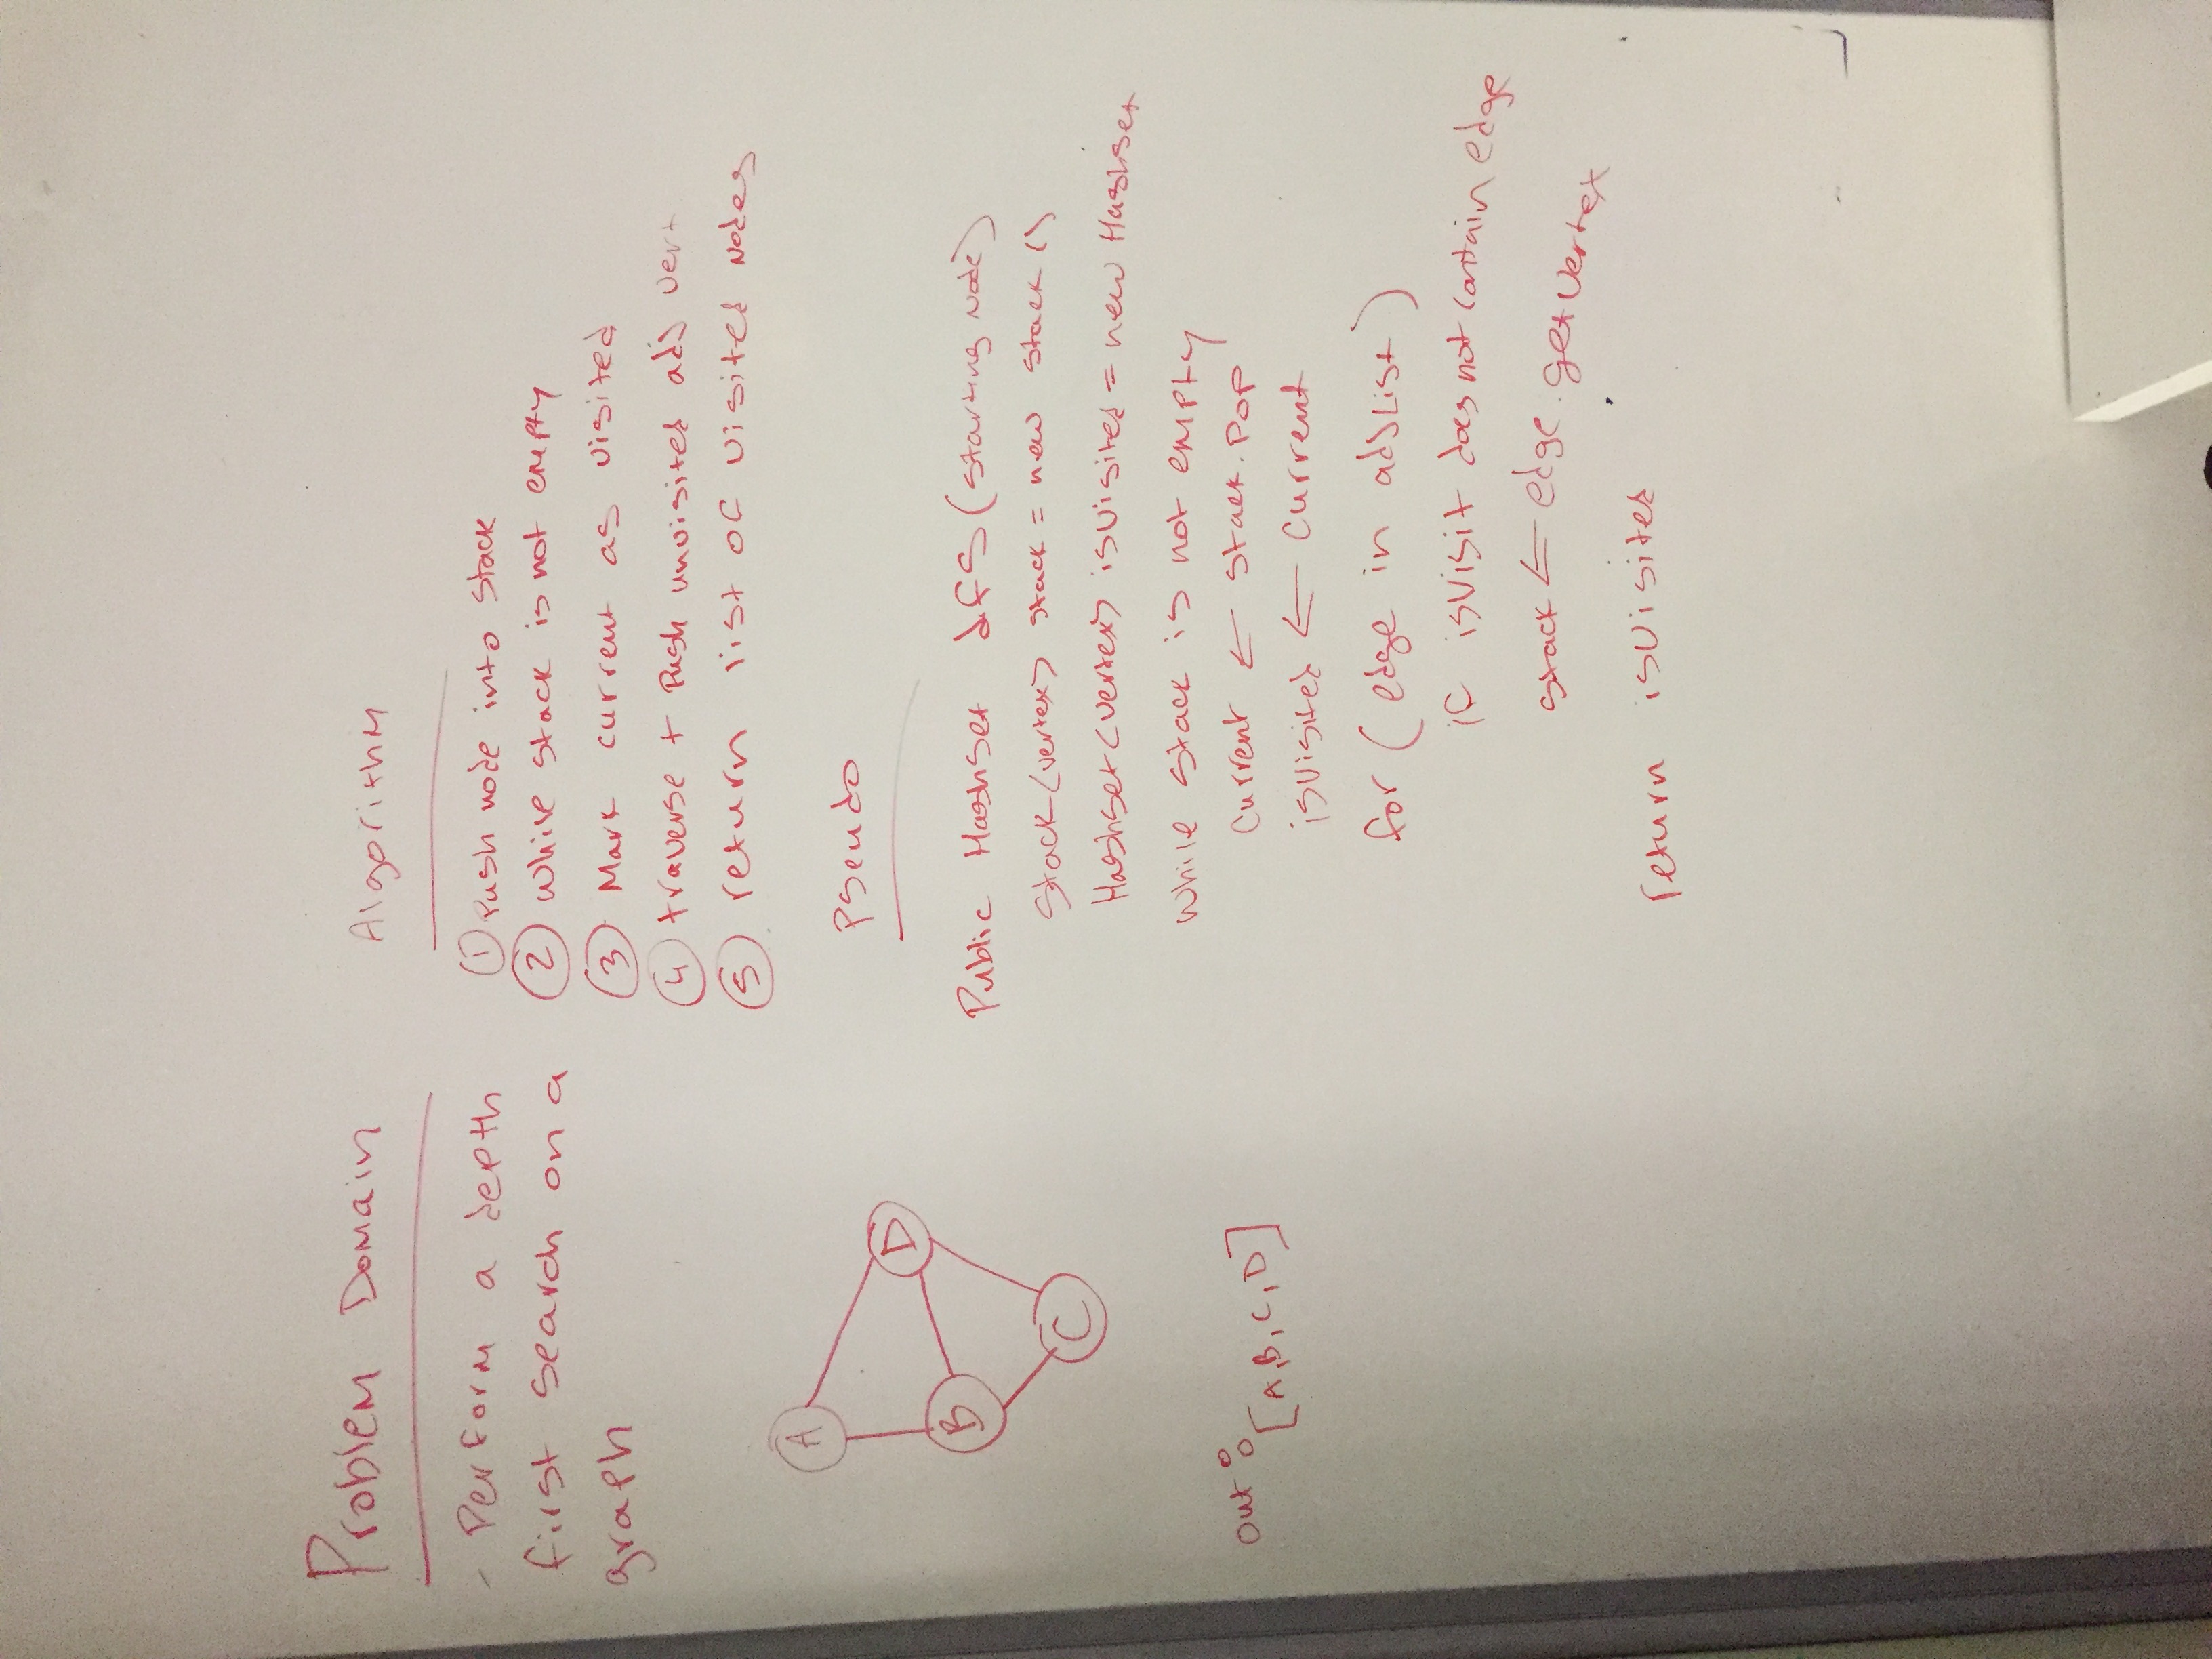 Problem Domain
- Perform a depth
first search on a
graph
A
D
B
C
out: [A,B,C,D]
Algorithm
① Push node into stack
② while stack is not empty
③ Mark current as visited
④ traverse + Push unvisited adj vert
⑤ return list of visited Nodes
Pseudo
Public HashSet dfs (starting Node)
Stack<vertex> stack = new stack ()
Hashset<vertex> isVisited = new Hashset
while stack is not empty
Current ← stack.Pop
isVisited ← Current
for (edge in adjList)
if isVisit does not contain edge
stack ← edge.getVertex
return isVisited